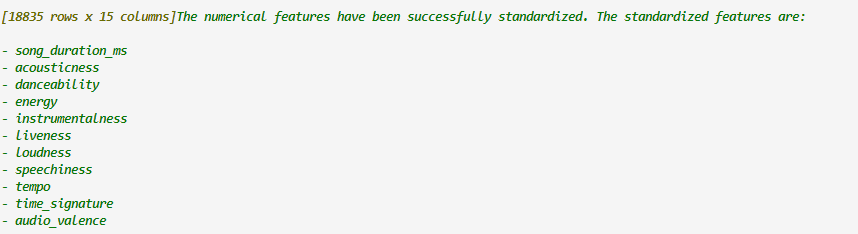 [18835 rows x 15 columns]The numerical features have been successfully standardized. The standardized features are:
- song_duration_ms
- acousticness
- danceability
- energy
- instrumentalness
- liveness
- loudness
- speechiness
- tempo
- time_signature
- audio_valence